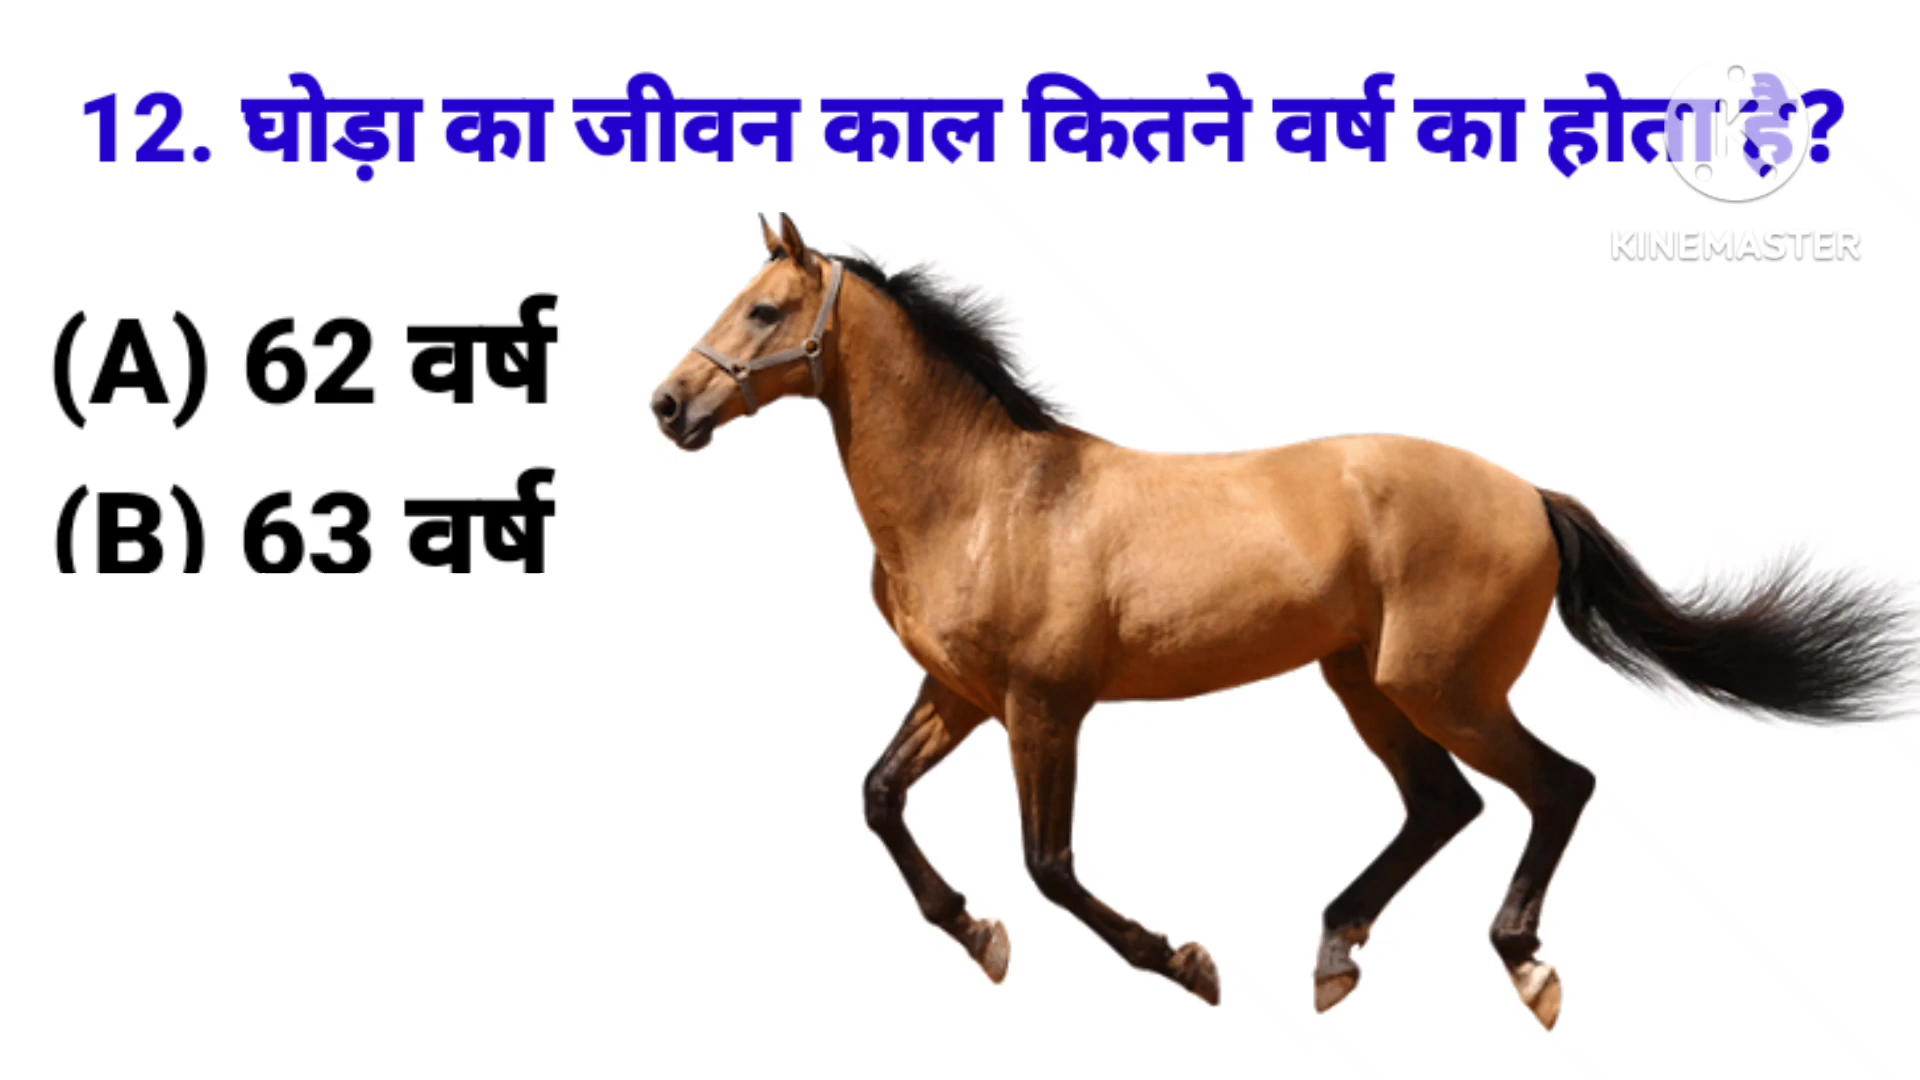 12. घोड़ा का जीवन काल कितने वर्ष का होता है?
KINEMASTER
(A) 62 वर्ष
(B) 63 वर्ष